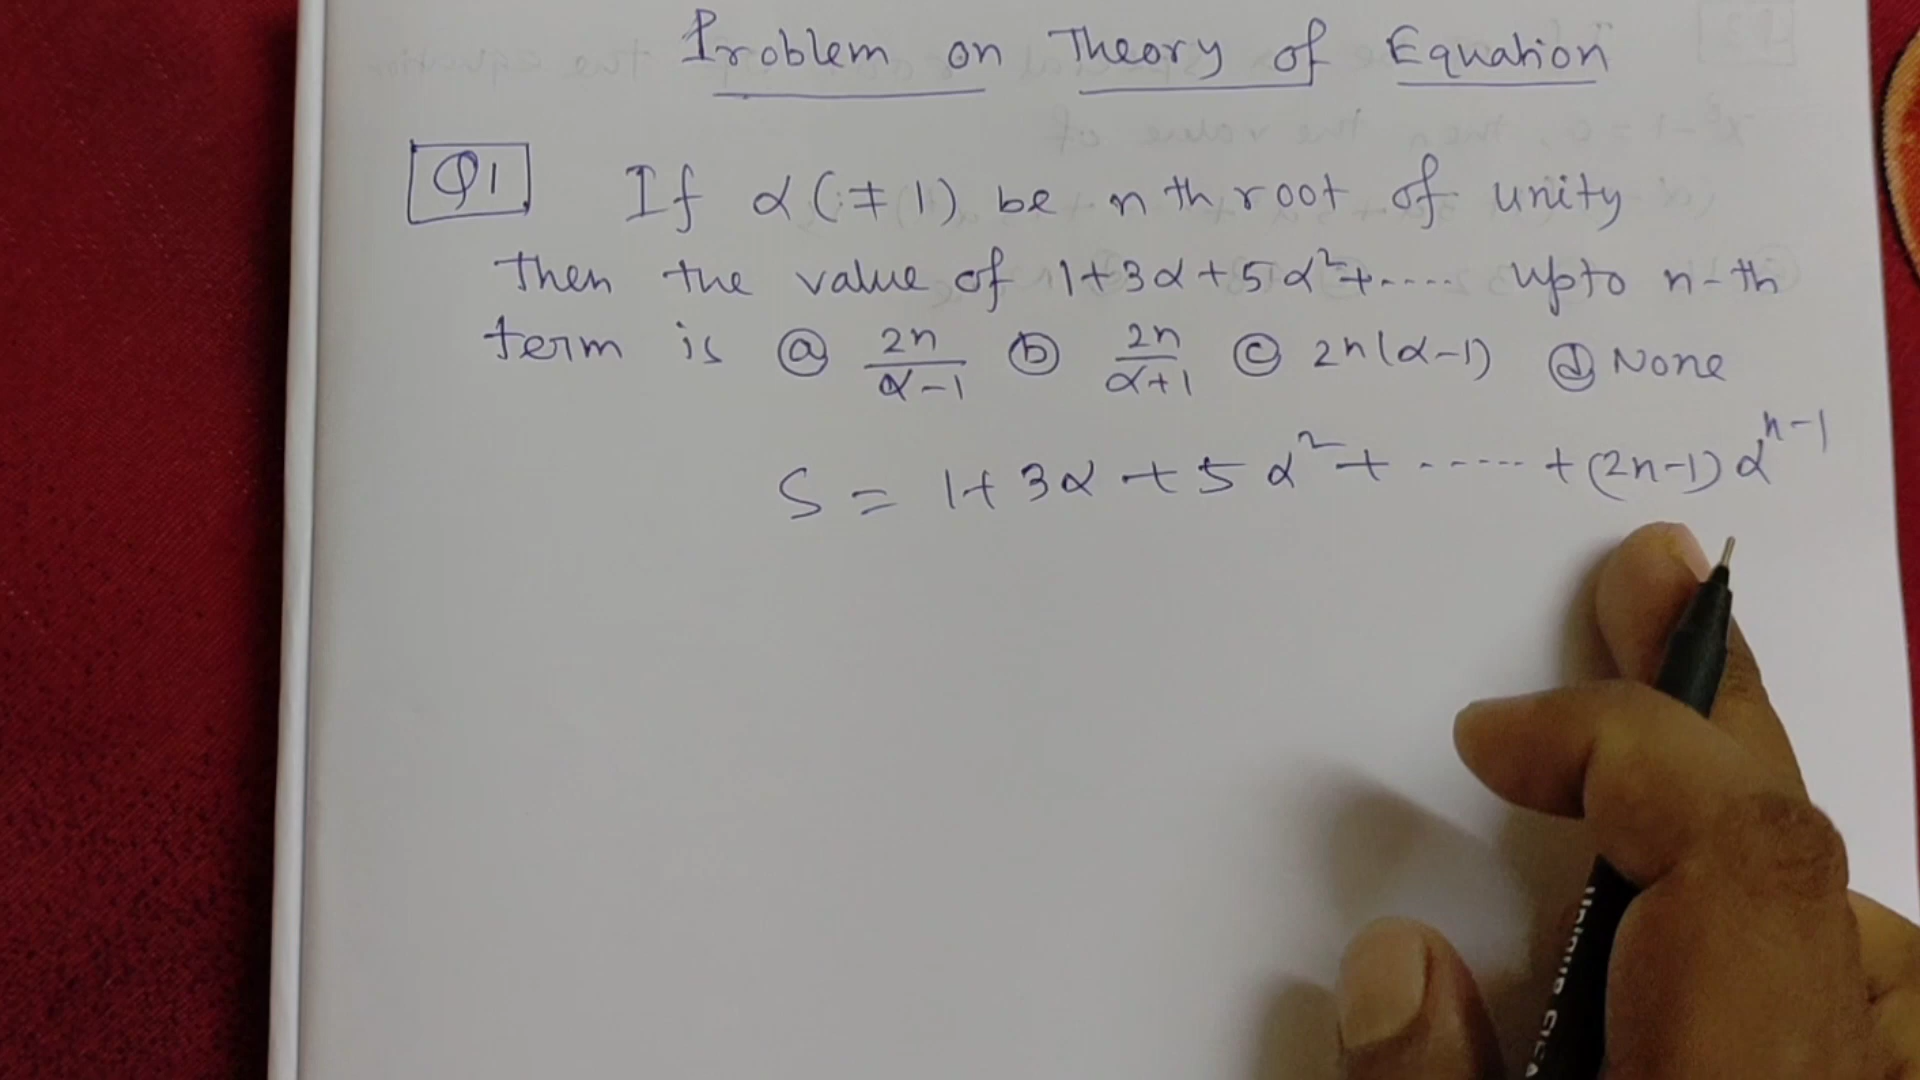 Problem on Theory of Equation
Q1 If α(≠1) be nth root of unity
then the value of 1+3α+5α²+.... upto n-th
term is ⓐ 2n/(α-1) ⓑ 2n/(α+1) ⓒ 2n(α-1) ⓓ None
S = 1+3α+5α²+.....+(2n-1)αⁿ⁻¹